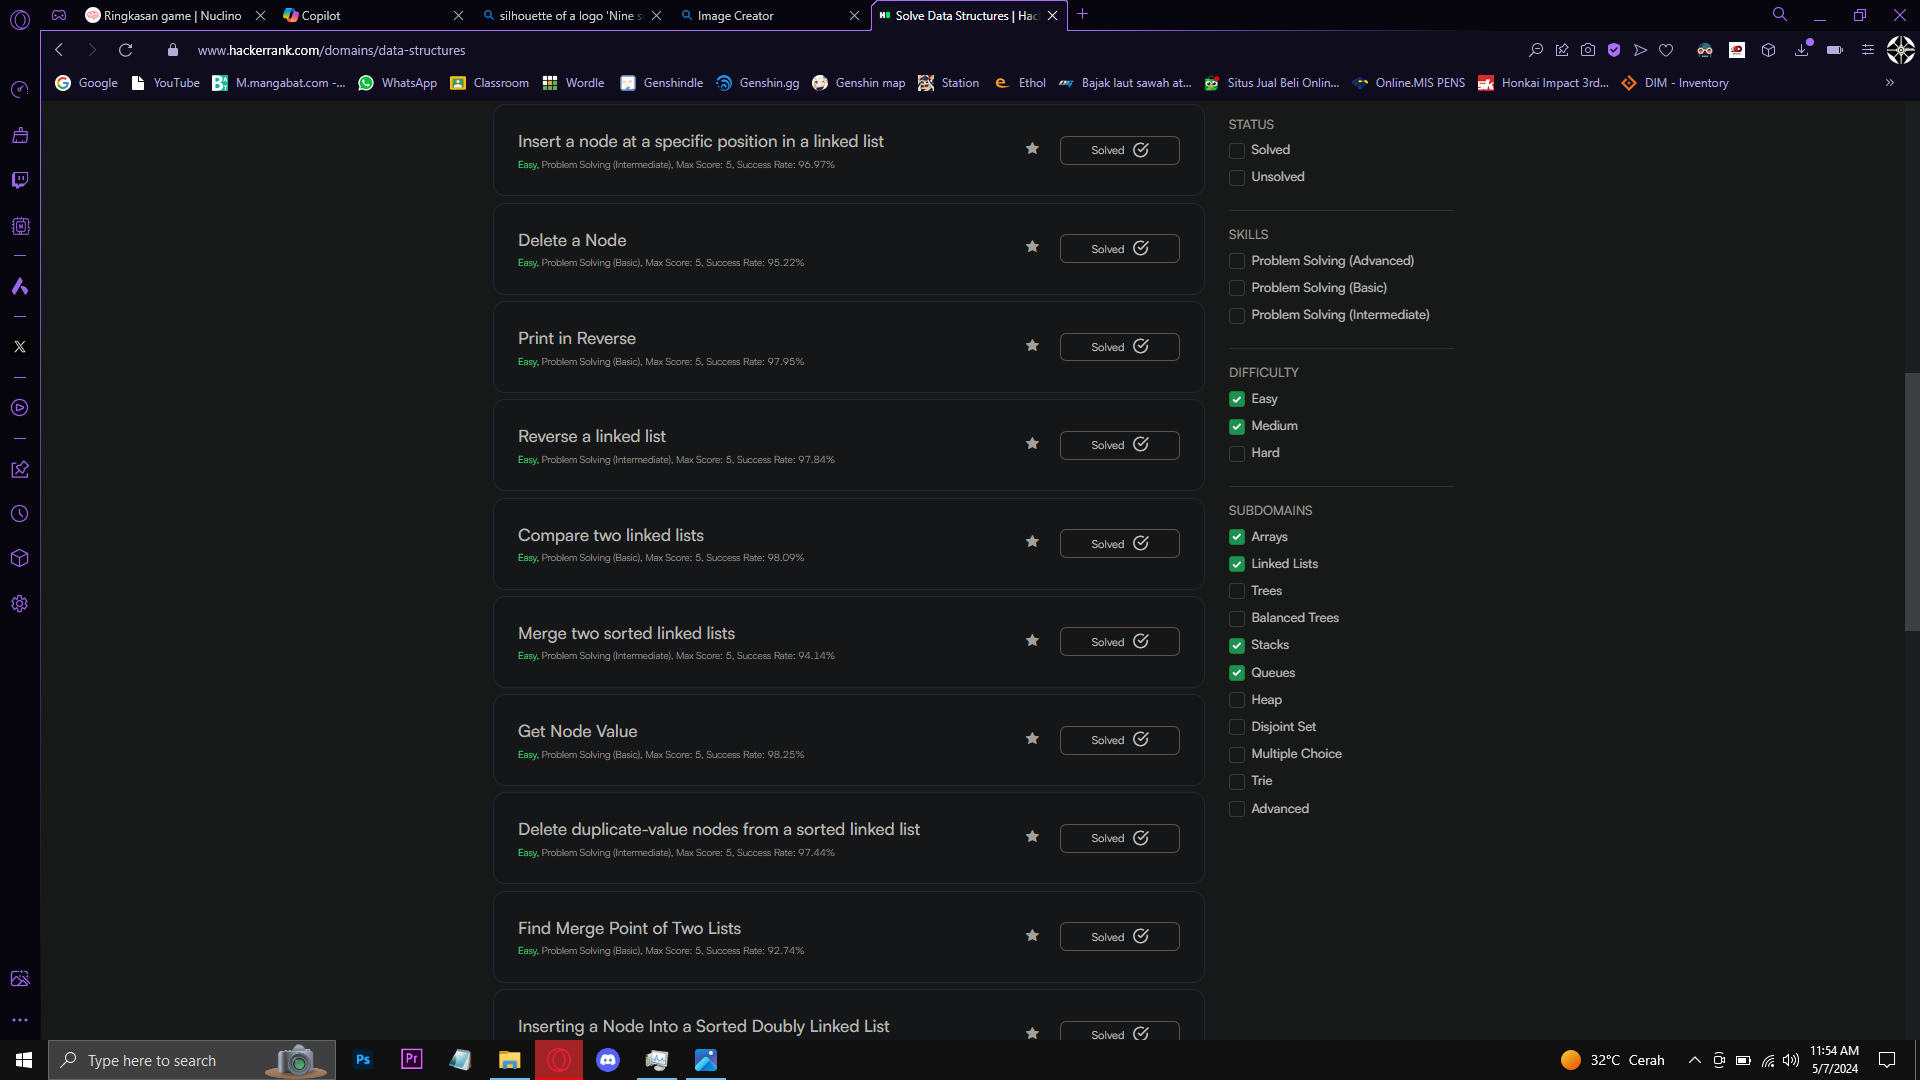 Ringkasan game | Nuclino
Copilot
silhouette of a logo 'Nine s
Image Creator
Solve Data Structures | Hac
www.hackerrank.com/domains/data-structures
Google
YouTube
M.mangabat.com -...
WhatsApp
Classroom
Wordle
Genshindle
Genshin.gg
Genshin map
Station
Ethol
Bajak laut sawah at...
Situs Jual Beli Onlin...
Online.MIS PENS
Honkai Impact 3rd...
DIM - Inventory
Insert a node at a specific position in a linked list
Easy, Problem Solving (Intermediate), Max Score: 5, Success Rate: 96.97%
Solved
Delete a Node
Easy, Problem Solving (Basic), Max Score: 5, Success Rate: 95.22%
Solved
Print in Reverse
Easy, Problem Solving (Basic), Max Score: 5, Success Rate: 97.95%
Solved
Reverse a linked list
Easy, Problem Solving (Intermediate), Max Score: 5, Success Rate: 97.84%
Solved
Compare two linked lists
Easy, Problem Solving (Basic), Max Score: 5, Success Rate: 98.09%
Solved
Merge two sorted linked lists
Easy, Problem Solving (Intermediate), Max Score: 5, Success Rate: 94.14%
Solved
Get Node Value
Easy, Problem Solving (Basic), Max Score: 5, Success Rate: 98.25%
Solved
Delete duplicate-value nodes from a sorted linked list
Easy, Problem Solving (Intermediate), Max Score: 5, Success Rate: 97.44%
Solved
Find Merge Point of Two Lists
Easy, Problem Solving (Basic), Max Score: 5, Success Rate: 92.74%
Solved
Inserting a Node Into a Sorted Doubly Linked List
Solved
STATUS
Solved
Unsolved
SKILLS
Problem Solving (Advanced)
Problem Solving (Basic)
Problem Solving (Intermediate)
DIFFICULTY
Easy
Medium
Hard
SUBDOMAINS
Arrays
Linked Lists
Trees
Balanced Trees
Stacks
Queues
Heap
Disjoint Set
Multiple Choice
Trie
Advanced
Type here to search
Ps
Pr
32°C Cerah
11:54 AM
5/7/2024